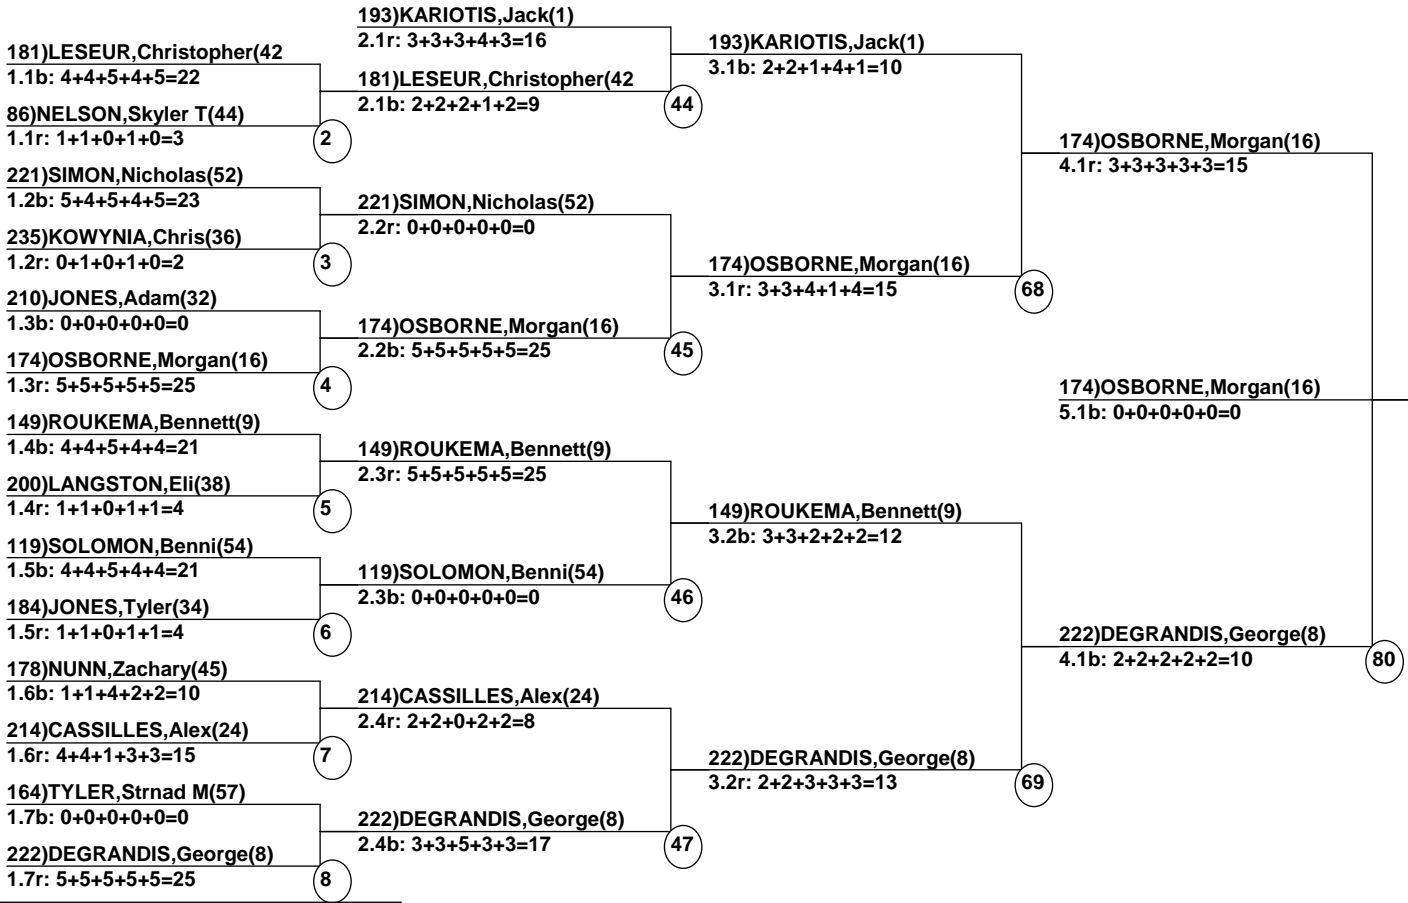 181)LESEUR,Christopher(42
1.1b: 4+4+5+4+5=22
86)NELSON,Skyler T(44)
1.1r: 1+1+0+1+0=3
2
221)SIMON,Nicholas(52)
1.2b: 5+4+5+4+5=23
235)KOWYNIA,Chris(36)
1.2r: 0+1+0+1+0=2
3
210)JONES,Adam(32)
1.3b: 0+0+0+0+0=0
174)OSBORNE,Morgan(16)
1.3r: 5+5+5+5+5=25
4
149)ROUKEMA,Bennett(9)
1.4b: 4+4+5+4+4=21
200)LANGSTON,Eli(38)
1.4r: 1+1+0+1+1=4
5
119)SOLOMON,Benni(54)
1.5b: 4+4+5+4+4=21
184)JONES,Tyler(34)
1.5r: 1+1+0+1+1=4
6
178)NUNN,Zachary(45)
1.6b: 1+1+4+2+2=10
214)CASSILLES,Alex(24)
1.6r: 4+4+1+3+3=15
7
164)TYLER,Strnad M(57)
1.7b: 0+0+0+0+0=0
222)DEGRANDIS,George(8)
1.7r: 5+5+5+5+5=25
8
193)KARIOTIS,Jack(1)
2.1r: 3+3+3+4+3=16
181)LESEUR,Christopher(42
2.1b: 2+2+2+1+2=9
44
221)SIMON,Nicholas(52)
2.2r: 0+0+0+0+0=0
174)OSBORNE,Morgan(16)
2.2b: 5+5+5+5+5=25
45
149)ROUKEMA,Bennett(9)
2.3r: 5+5+5+5+5=25
119)SOLOMON,Benni(54)
2.3b: 0+0+0+0+0=0
46
214)CASSILLES,Alex(24)
2.4r: 2+2+0+2+2=8
222)DEGRANDIS,George(8)
2.4b: 3+3+5+3+3=17
47
193)KARIOTIS,Jack(1)
3.1b: 2+2+1+4+1=10
174)OSBORNE,Morgan(16)
3.1r: 3+3+4+1+4=15
68
149)ROUKEMA,Bennett(9)
3.2b: 3+3+2+2+2=12
222)DEGRANDIS,George(8)
3.2r: 2+2+3+3+3=13
69
174)OSBORNE,Morgan(16)
4.1r: 3+3+3+3+3=15
174)OSBORNE,Morgan(16)
5.1b: 0+0+0+0+0=0
222)DEGRANDIS,George(8)
4.1b: 2+2+2+2+2=10
80